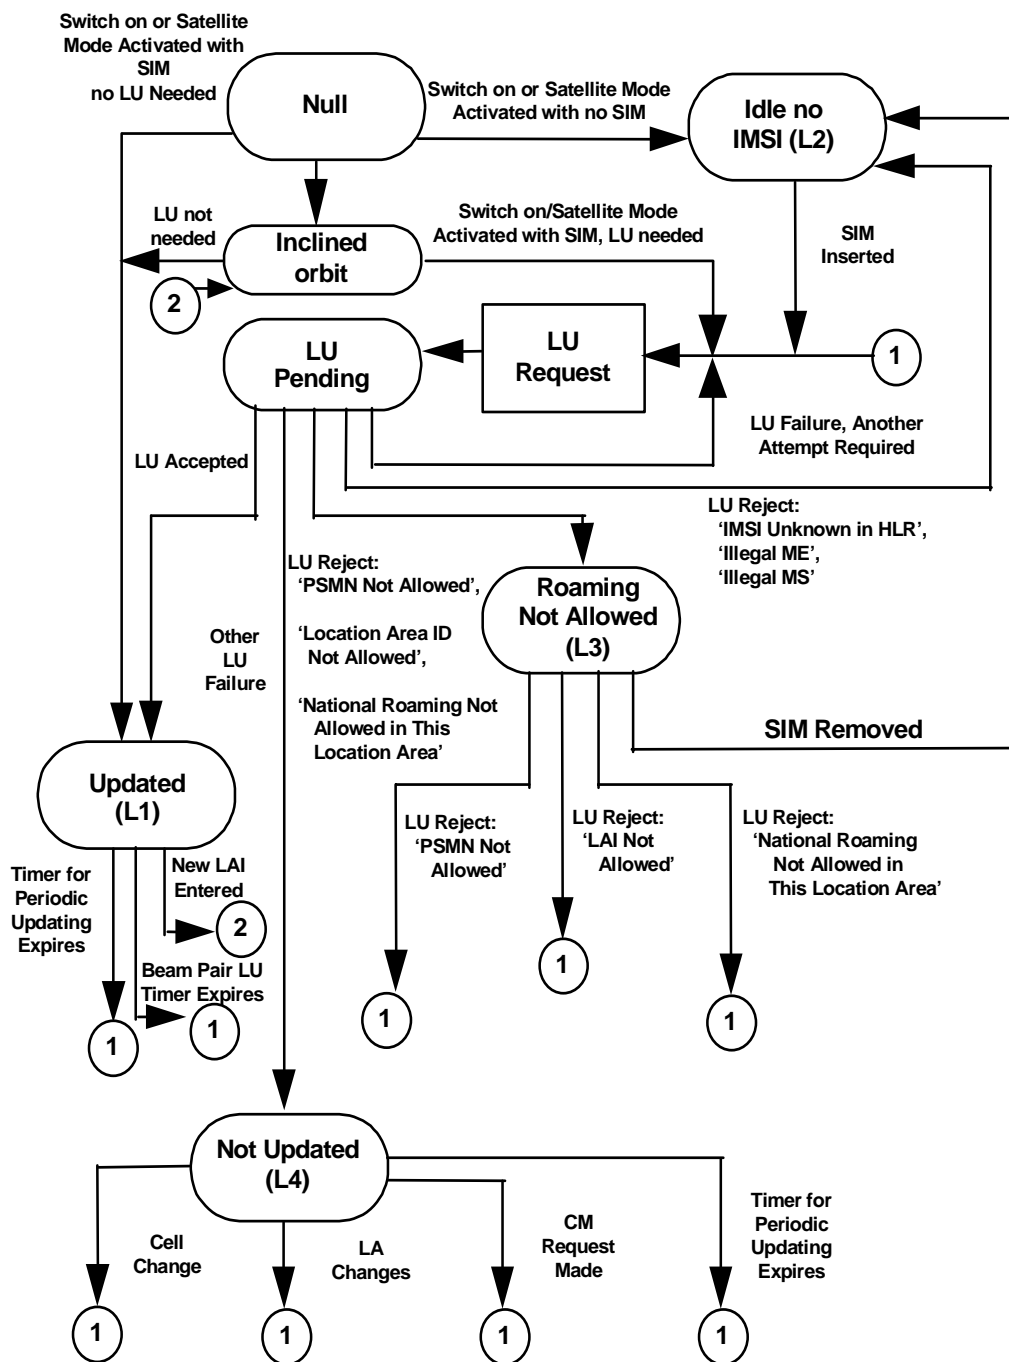 Switch on or Satellite
Mode Activated with
SIM
no LU Needed
Null
Switch on or Satellite Mode
Activated with no SIM
Idle no
IMSI (L2)
LU not
needed
Inclined
orbit
Switch on/Satellite Mode
Activated with SIM, LU needed
SIM
Inserted
2
LU
Pending
LU
Request
1
LU Failure, Another
Attempt Required
LU Accepted
LU Reject:
‘IMSI Unknown in HLR’,
‘Illegal ME’,
‘Illegal MS’
LU Reject:
‘PSMN Not Allowed’,
‘Location Area ID
Not Allowed’,
‘National Roaming Not
Allowed in This
Location Area’
Roaming
Not Allowed
(L3)
Other
LU
Failure
SIM Removed
Updated
(L1)
LU Reject:
‘PSMN Not
Allowed’
LU Reject:
‘LAI Not
Allowed’
LU Reject:
‘National Roaming
Not Allowed in
This Location Area’
Timer for
Periodic
Updating
Expires
New LAI
Entered
2
Beam Pair LU
Timer Expires
1
1
1
1
1
Not Updated
(L4)
Cell
Change
LA
Changes
CM
Request
Made
Timer for
Periodic
Updating
Expires
1
1
1
1